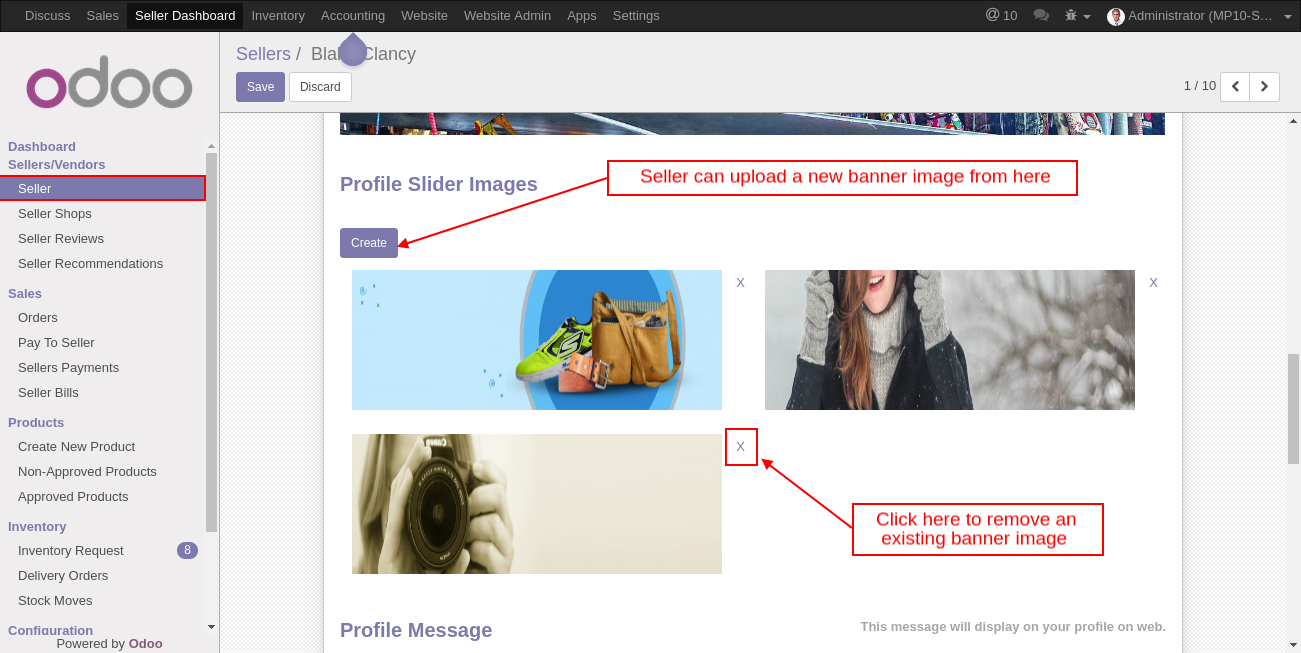 Discuss Sales Seller Dashboard Inventory Accounting Website Website Admin Apps Settings @ 10 Administrator (MP10-S…
odoo
Sellers / Blake Clancy
Save Discard
1 / 10
Dashboard
Sellers/Vendors
Seller
Seller Shops
Seller Reviews
Seller Recommendations
Sales
Orders
Pay To Seller
Sellers Payments
Seller Bills
Products
Create New Product
Non-Approved Products
Approved Products
Inventory
Inventory Request 8
Delivery Orders
Stock Moves
Configuration
Powered by Odoo
Profile Slider Images
Seller can upload a new banner image from here
Create
X
X
Canon
X
Click here to remove an
existing banner image
Profile Message
This message will display on your profile on web.